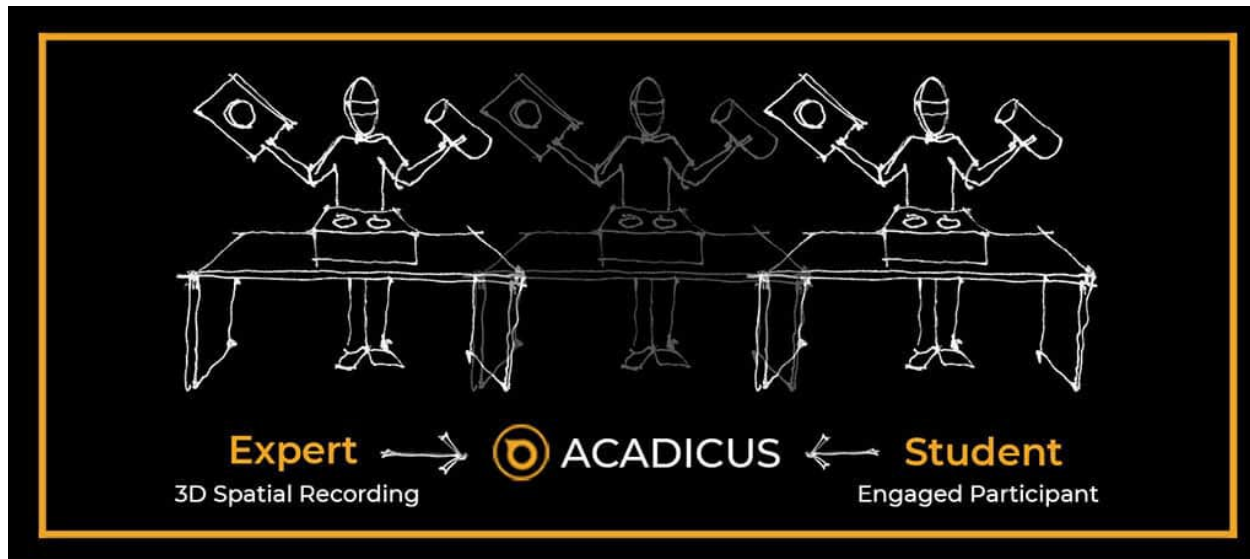 Expert
3D Spatial Recording
ACADICUS
Student
Engaged Participant